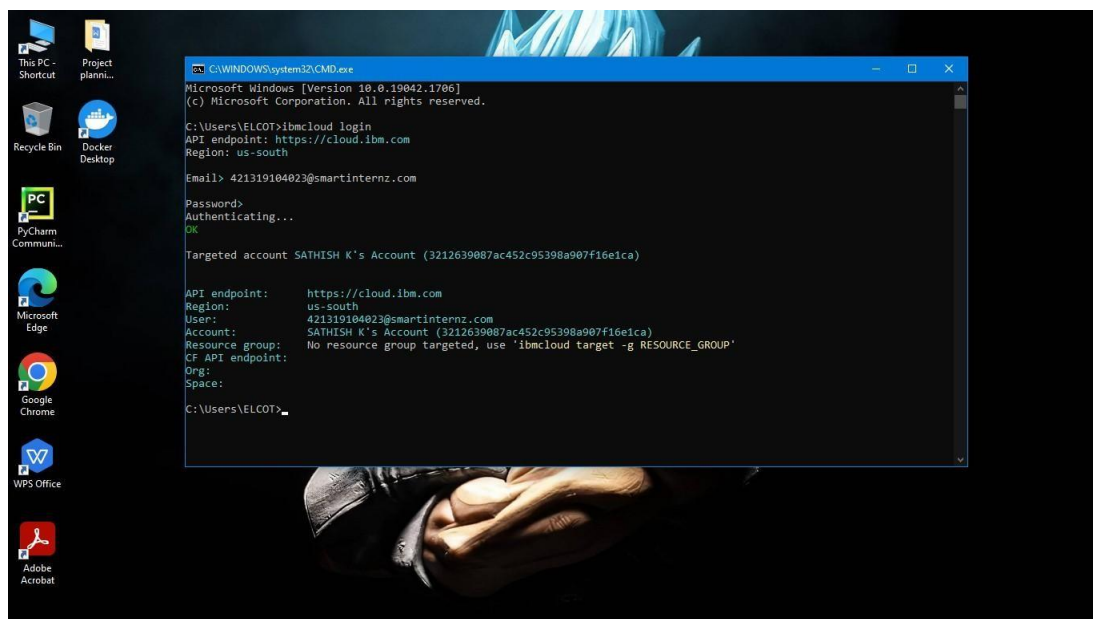 This PC -
Shortcut
Project
planni...
Recycle Bin
Docker
Desktop
PC
PyCharm
Communi...
Microsoft
Edge
Google
Chrome
W
WPS Office
Adobe
Acrobat
C:\WINDOWS\system32\CMD.exe
Microsoft Windows [Version 10.0.19042.1706]
(c) Microsoft Corporation. All rights reserved.
C:\Users\ELCOT>ibmcloud login
API endpoint: https://cloud.ibm.com
Region: us-south
Email> 421319104023@smartinternz.com
Password>
Authenticating...
OK
Targeted account SATHISH K's Account (3212639087ac452c95398a907f16e1ca)
API endpoint: https://cloud.ibm.com
Region: us-south
User: 421319104023@smartinternz.com
Account: SATHISH K's Account (3212639087ac452c95398a907f16e1ca)
Resource group: No resource group targeted, use 'ibmcloud target -g RESOURCE_GROUP'
CF API endpoint:
Org:
Space:
C:\Users\ELCOT>